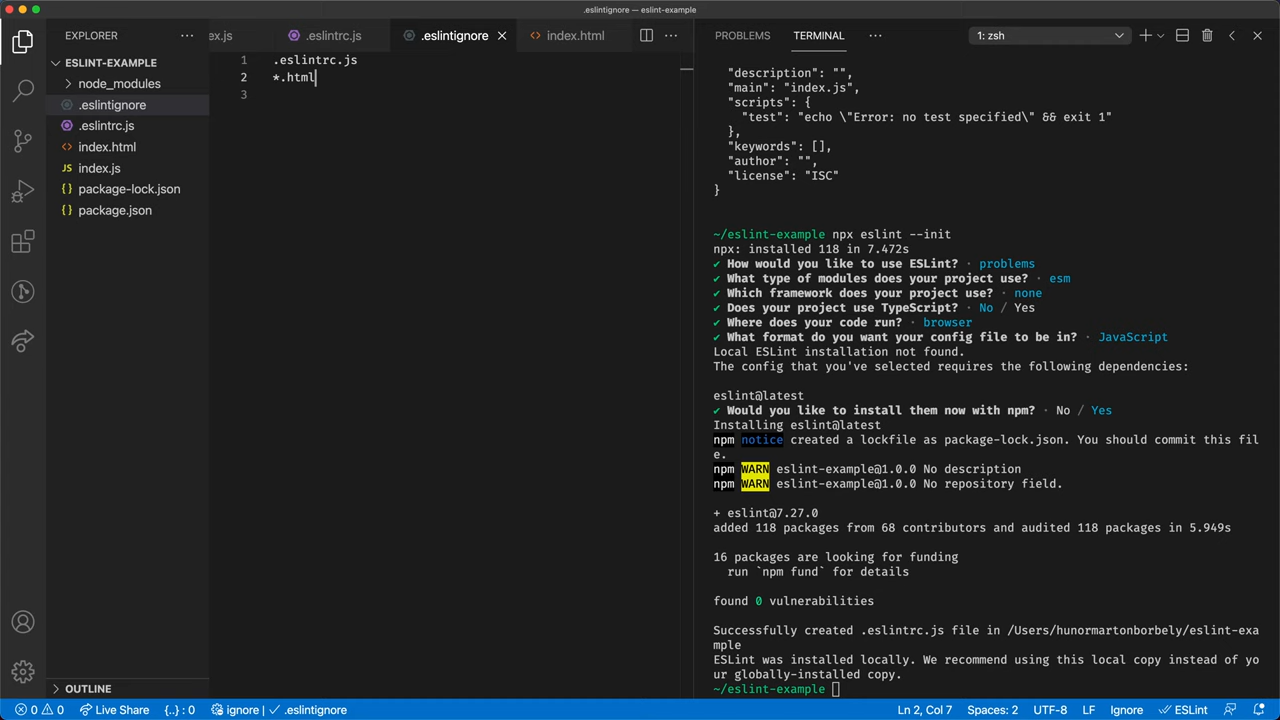 .eslintignore — eslint-example
EXPLORER
ESLINT-EXAMPLE
node_modules
.eslintignore
.eslintrc.js
index.html
JS index.js
{} package-lock.json
{} package.json
OUTLINE
ex.js
.eslintrc.js
.eslintignore
index.html
1 .eslintrc.js
2 *.html
3
PROBLEMS
TERMINAL
1: zsh
"description": "",
"main": "index.js",
"scripts": {
"test": "echo \"Error: no test specified\" && exit 1"
},
"keywords": [],
"author": "",
"license": "ISC"
}
~/eslint-example npx eslint --init
npx: installed 118 in 7.472s
✔ How would you like to use ESLint? · problems
✔ What type of modules does your project use? · esm
✔ Which framework does your project use? · none
✔ Does your project use TypeScript? · No / Yes
✔ Where does your code run? · browser
✔ What format do you want your config file to be in? · JavaScript
Local ESLint installation not found.
The config that you've selected requires the following dependencies:
eslint@latest
✔ Would you like to install them now with npm? · No / Yes
Installing eslint@latest
npm notice created a lockfile as package-lock.json. You should commit this fil
e.
npm WARN eslint-example@1.0.0 No description
npm WARN eslint-example@1.0.0 No repository field.
+ eslint@7.27.0
added 118 packages from 68 contributors and audited 118 packages in 5.949s
16 packages are looking for funding
run `npm fund` for details
found 0 vulnerabilities
Successfully created .eslintrc.js file in /Users/hunormartonborbely/eslint-exa
mple
ESLint was installed locally. We recommend using this local copy instead of yo
ur globally-installed copy.
~/eslint-example
0 0 Live Share {..} : 0 ignore | ✓ .eslintignore Ln 2, Col 7 Spaces: 2 UTF-8 LF Ignore ESLint